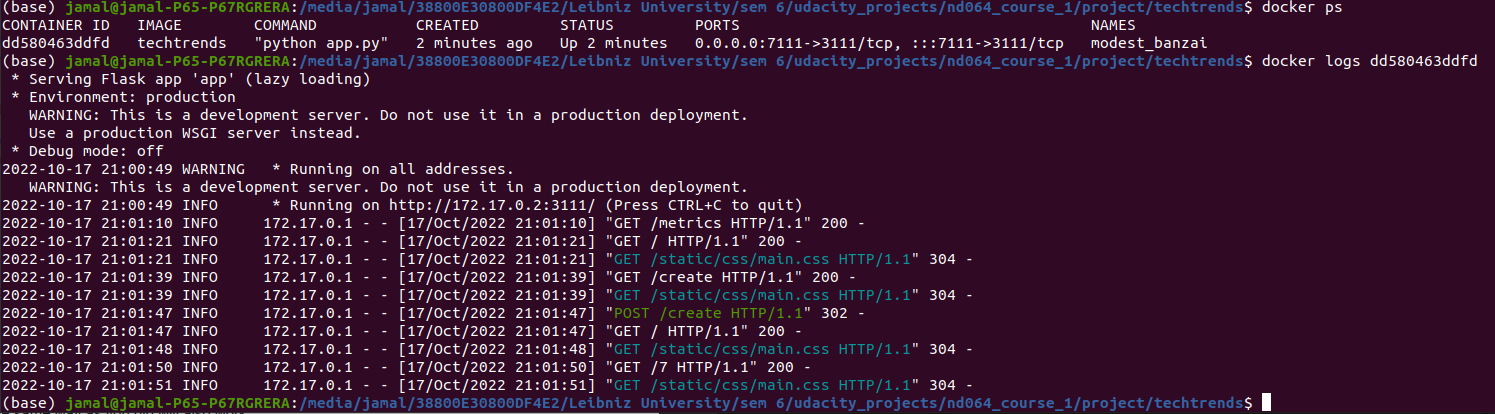 (base) jamal@jamal-P65-P67RGRERA:/media/jamal/38800E30800DF4E2/Leibniz University/sem 6/udacity_projects/nd064_course_1/project/techtrends$ docker ps
CONTAINER ID   IMAGE        COMMAND           CREATED         STATUS         PORTS                                       NAMES
dd580463ddfd   techtrends   "python app.py"   2 minutes ago   Up 2 minutes   0.0.0.0:7111->3111/tcp, :::7111->3111/tcp   modest_banzai
(base) jamal@jamal-P65-P67RGRERA:/media/jamal/38800E30800DF4E2/Leibniz University/sem 6/udacity_projects/nd064_course_1/project/techtrends$ docker logs dd580463ddfd
 * Serving Flask app 'app' (lazy loading)
 * Environment: production
   WARNING: This is a development server. Do not use it in a production deployment.
   Use a production WSGI server instead.
 * Debug mode: off
2022-10-17 21:00:49 WARNING   * Running on all addresses.
   WARNING: This is a development server. Do not use it in a production deployment.
2022-10-17 21:00:49 INFO      * Running on http://172.17.0.2:3111/ (Press CTRL+C to quit)
2022-10-17 21:01:10 INFO     172.17.0.1 - - [17/Oct/2022 21:01:10] "GET /metrics HTTP/1.1" 200 -
2022-10-17 21:01:21 INFO     172.17.0.1 - - [17/Oct/2022 21:01:21] "GET / HTTP/1.1" 200 -
2022-10-17 21:01:21 INFO     172.17.0.1 - - [17/Oct/2022 21:01:21] "GET /static/css/main.css HTTP/1.1" 304 -
2022-10-17 21:01:39 INFO     172.17.0.1 - - [17/Oct/2022 21:01:39] "GET /create HTTP/1.1" 200 -
2022-10-17 21:01:39 INFO     172.17.0.1 - - [17/Oct/2022 21:01:39] "GET /static/css/main.css HTTP/1.1" 304 -
2022-10-17 21:01:47 INFO     172.17.0.1 - - [17/Oct/2022 21:01:47] "POST /create HTTP/1.1" 302 -
2022-10-17 21:01:47 INFO     172.17.0.1 - - [17/Oct/2022 21:01:47] "GET / HTTP/1.1" 200 -
2022-10-17 21:01:48 INFO     172.17.0.1 - - [17/Oct/2022 21:01:48] "GET /static/css/main.css HTTP/1.1" 304 -
2022-10-17 21:01:50 INFO     172.17.0.1 - - [17/Oct/2022 21:01:50] "GET /7 HTTP/1.1" 200 -
2022-10-17 21:01:51 INFO     172.17.0.1 - - [17/Oct/2022 21:01:51] "GET /static/css/main.css HTTP/1.1" 304 -
(base) jamal@jamal-P65-P67RGRERA:/media/jamal/38800E30800DF4E2/Leibniz University/sem 6/udacity_projects/nd064_course_1/project/techtrends$